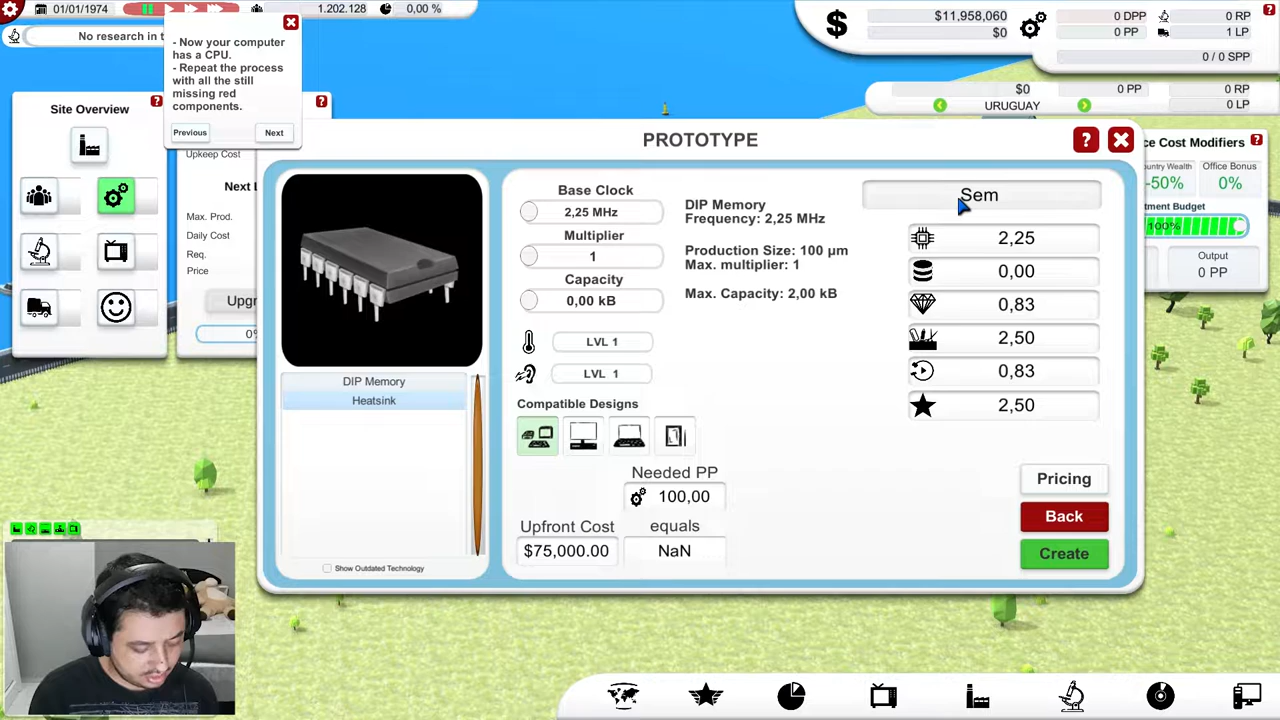 01/01/1974
1.202.128
0,00 %
No research in t
- Now your computer
has a CPU.
- Repeat the process
with all the still
missing red
components.
Previous
Next
$11,958,060
$0
0 DPP
0 PP
0 RP
1 LP
0 / 0 SPP
$0
0 PP
0 RP
URUGUAY
0 LP
Site Overview
Upkeep Cost
Next L
Max. Prod.
Daily Cost
Req.
Price
Upgr
0%
PROTOTYPE
Base Clock
2,25 MHz
Multiplier
1
Capacity
0,00 kB
LVL 1
LVL 1
Compatible Designs
Needed PP
100,00
Upfront Cost
equals
$75,000.00
NaN
DIP Memory
Frequency: 2,25 MHz
Production Size: 100 µm
Max. multiplier: 1
Max. Capacity: 2,00 kB
Sem
2,25
0,00
0,83
2,50
0,83
2,50
Pricing
Back
Create
DIP Memory
Heatsink
Show Outdated Technology
ce Cost Modifiers
Country Wealth
Office Bonus
-50%
0%
tment Budget
100%
Output
0 PP